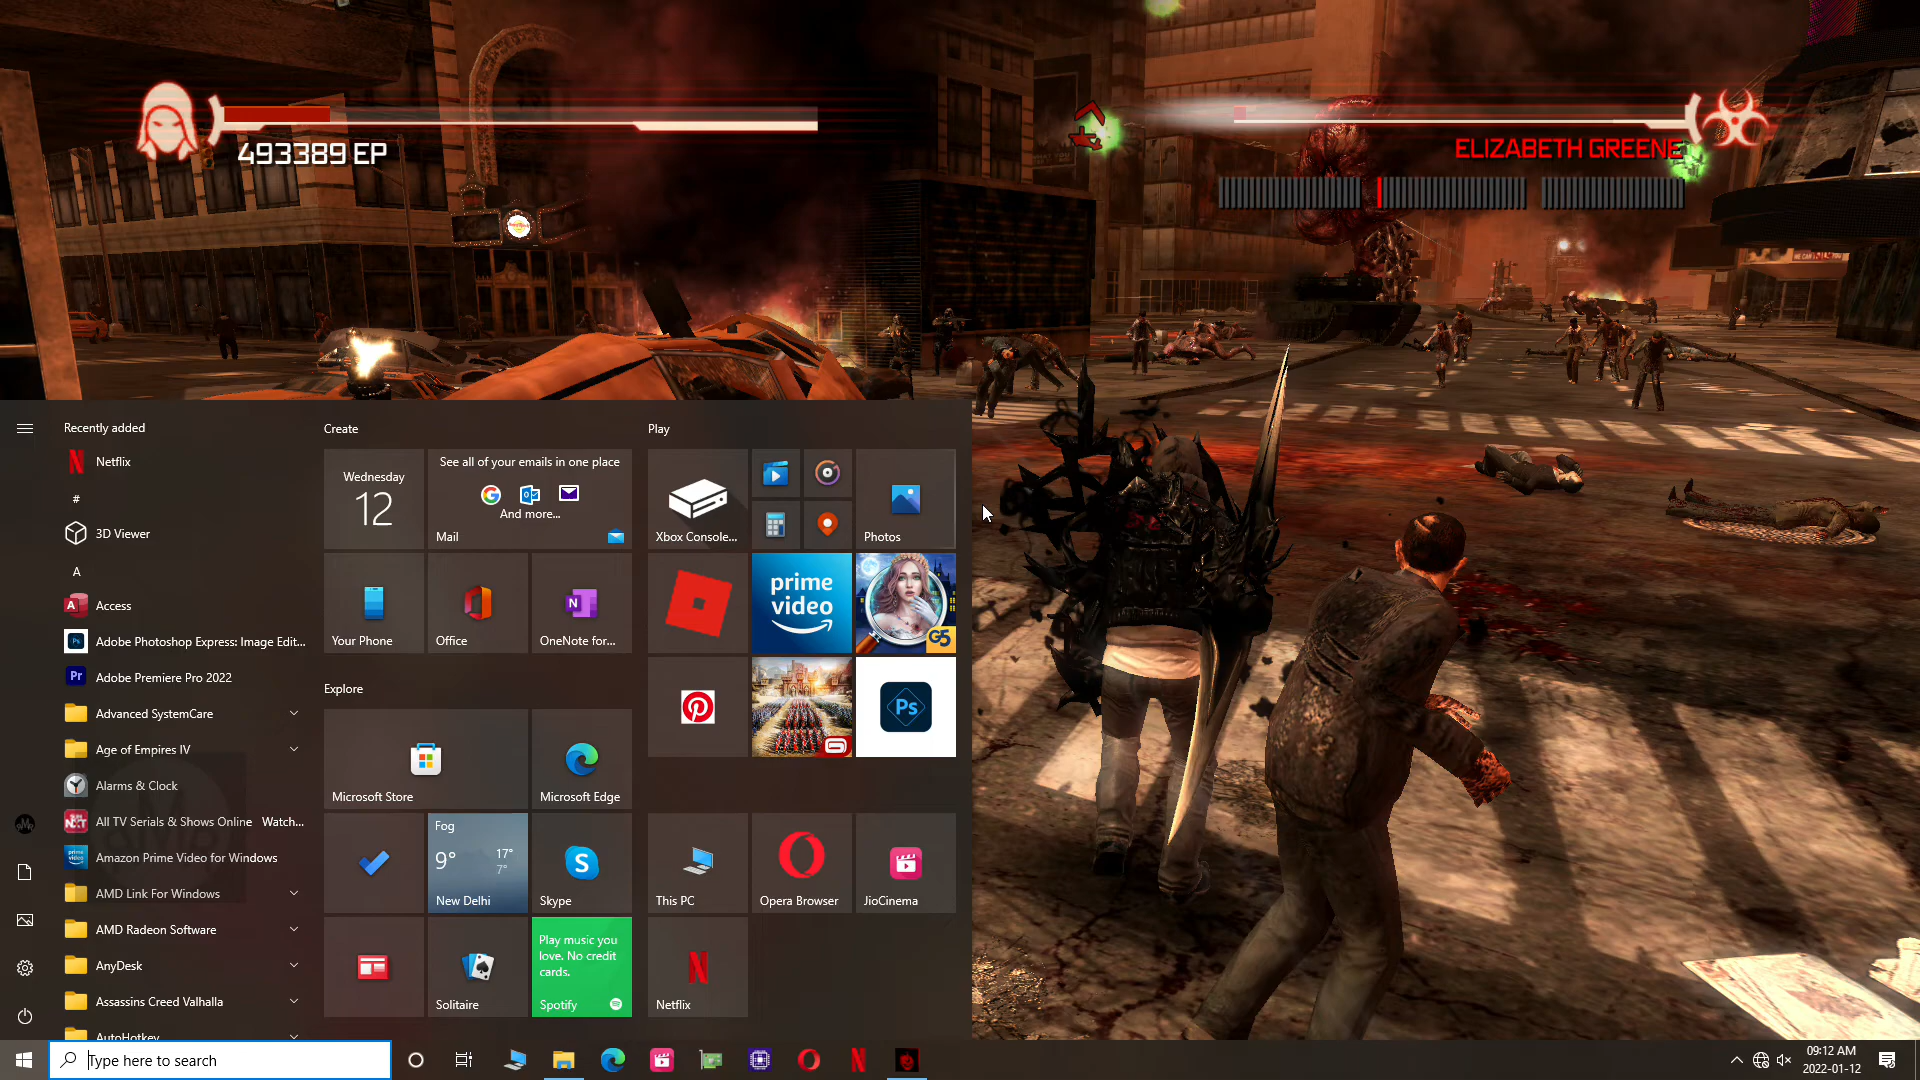 493389 EP
ELIZABETH GREENE
Recently added
Netflix
#
3D Viewer
A
Access
Adobe Photoshop Express: Image Edit...
Adobe Premiere Pro 2022
Advanced SystemCare
Age of Empires IV
Alarms & Clock
All TV Serials & Shows Online Watch...
Amazon Prime Video for Windows
AMD Link For Windows
AMD Radeon Software
AnyDesk
Assassins Creed Valhalla
AutoHotkey
Create
Wednesday
12
See all of your emails in one place
And more...
Mail
Your Phone
Office
OneNote for...
Explore
Microsoft Store
Microsoft Edge
Fog
9°
17°
7°
New Delhi
Skype
Solitaire
Play music you
love. No credit
cards.
Spotify
Play
Xbox Console...
Photos
prime
video
G5
Ps
This PC
Opera Browser
JioCinema
Netflix
Type here to search
09:12 AM
2022-01-12